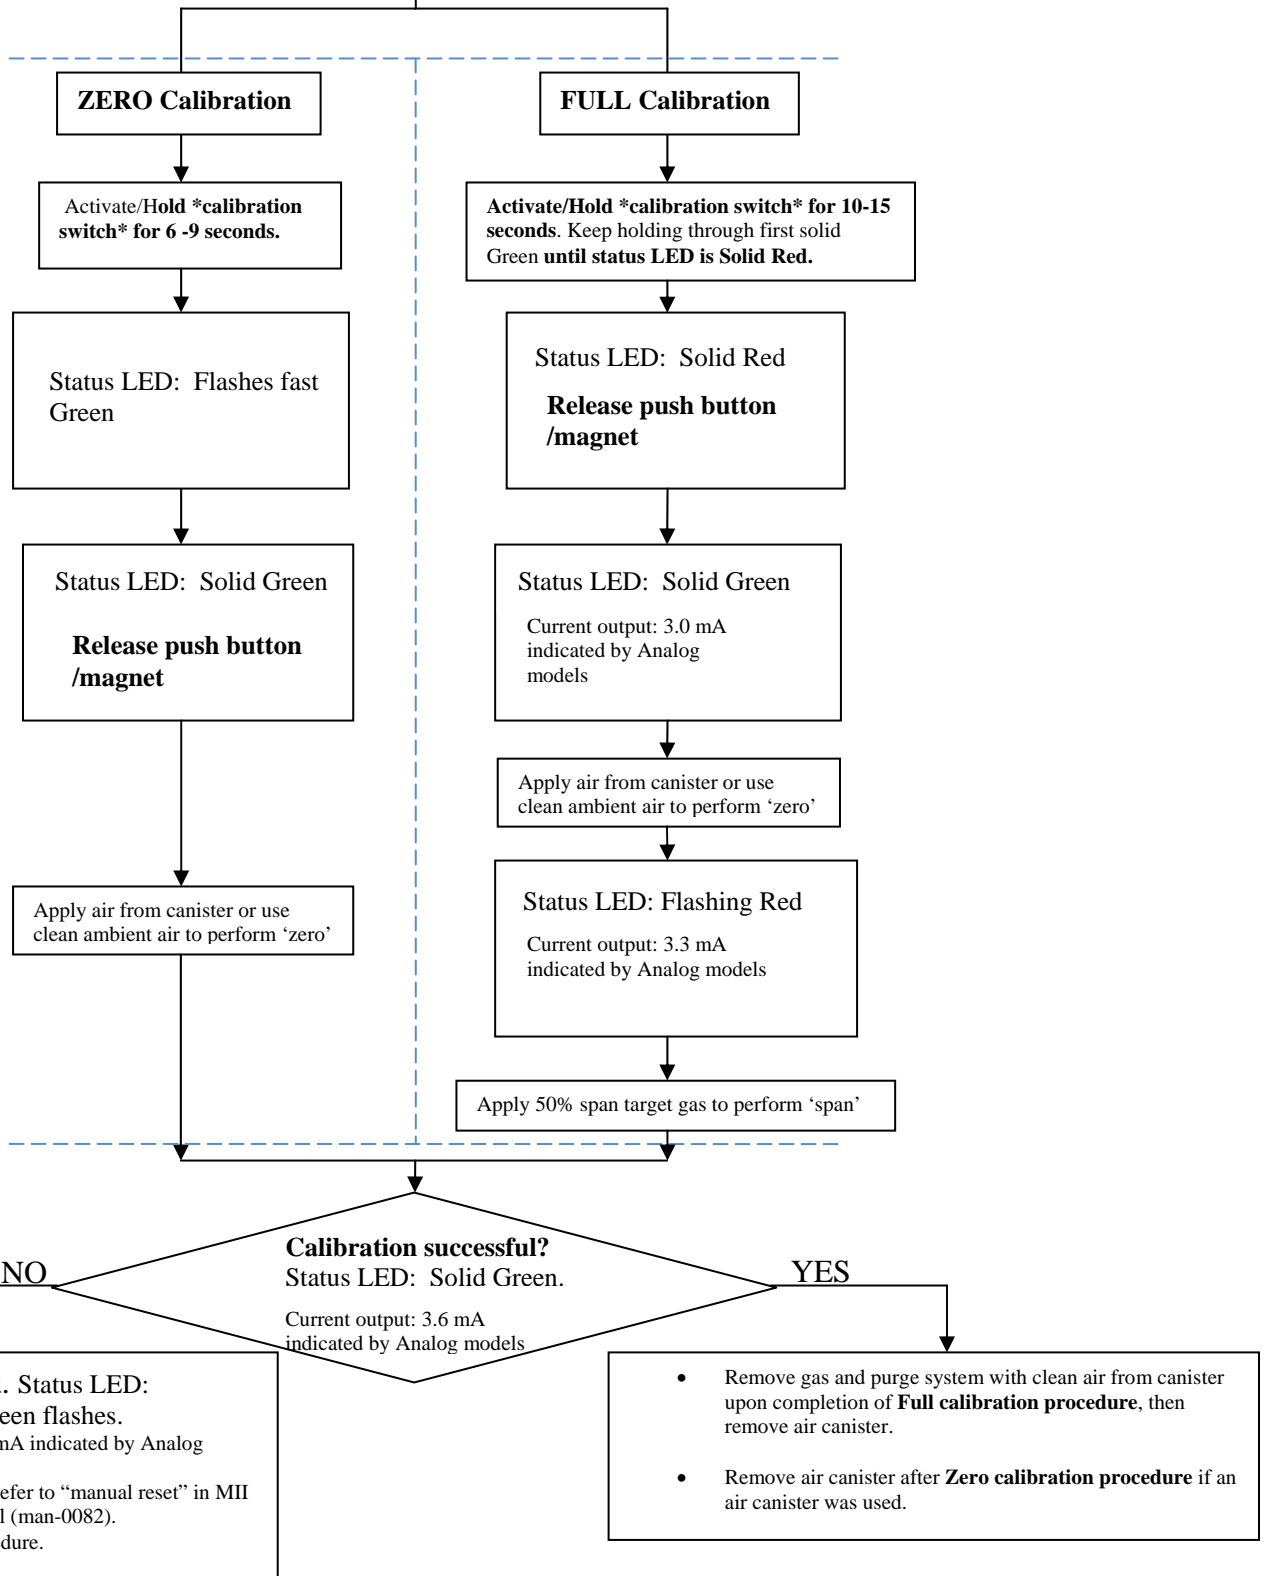 ZERO Calibration
Activate/Hold *calibration
switch* for 6 -9 seconds.
Status LED:  Flashes fast
Green
Status LED:  Solid Green
Release push button
/magnet
Apply air from canister or use
clean ambient air to perform ‘zero’
FULL Calibration
Activate/Hold *calibration switch* for 10-15
seconds. Keep holding through first solid
Green until status LED is Solid Red.
Status LED:  Solid Red
Release push button
/magnet
Status LED:  Solid Green
Current output: 3.0 mA
indicated by Analog
models
Apply air from canister or use
clean ambient air to perform ‘zero’
Status LED: Flashing Red
Current output: 3.3 mA
indicated by Analog models
Apply 50% span target gas to perform ‘span’
Calibration successful?
Status LED:  Solid Green.
Current output: 3.6 mA
indicated by Analog models
NO
YES
. Status LED:
een flashes.
mA indicated by Analog
efer to “manual reset” in MII
l (man-0082).
edure.
• Remove gas and purge system with clean air from canister
upon completion of Full calibration procedure, then
remove air canister.
• Remove air canister after Zero calibration procedure if an
air canister was used.